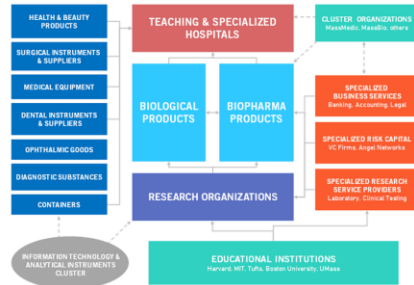 HEALTH & BEAUTY
PRODUCTS
SURGICAL INSTRUMENTS
& SUPPLIERS
MEDICAL EQUIPMENT
DENTAL INSTRUMENTS
& SUPPLIERS
OPHTHALMIC GOODS
DIAGNOSTIC SUBSTANCES
CONTAINERS
INFORMATION TECHNOLOGY &
ANALYTICAL INSTRUMENTS
CLUSTER
TEACHING & SPECIALIZED
HOSPITALS
BIOLOGICAL
PRODUCTS
BIOPHARMA
PRODUCTS
RESEARCH ORGANIZATIONS
CLUSTER ORGANIZATIONS
MassMedic, MassBio, others
SPECIALIZED
BUSINESS SERVICES
Banking, Accounting, Legal
SPECIALIZED RISK CAPITAL
VC Firms, Angel Networks
SPECIALIZED RESEARCH
SERVICE PROVIDERS
Laboratory, Clinical Testing
EDUCATIONAL INSTITUTIONS
Harvard, MIT, Tufts, Boston University, UMass